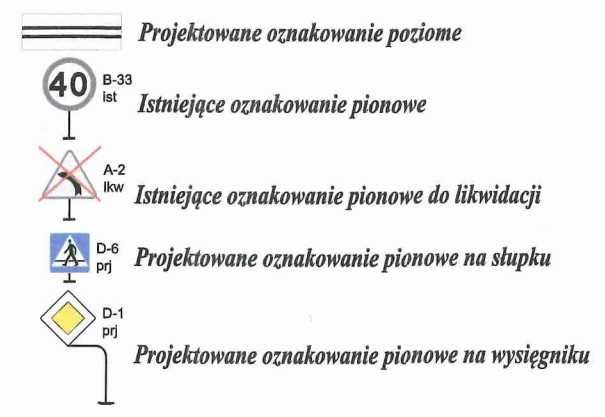 Projektowane oznakowanie poziome
40 B-33
ist
Istniejące oznakowanie pionowe
A-2
lkw
Istniejące oznakowanie pionowe do likwidacji
D-6
prj
Projektowane oznakowanie pionowe na słupku
D-1
prj
Projektowane oznakowanie pionowe na wysięgniku